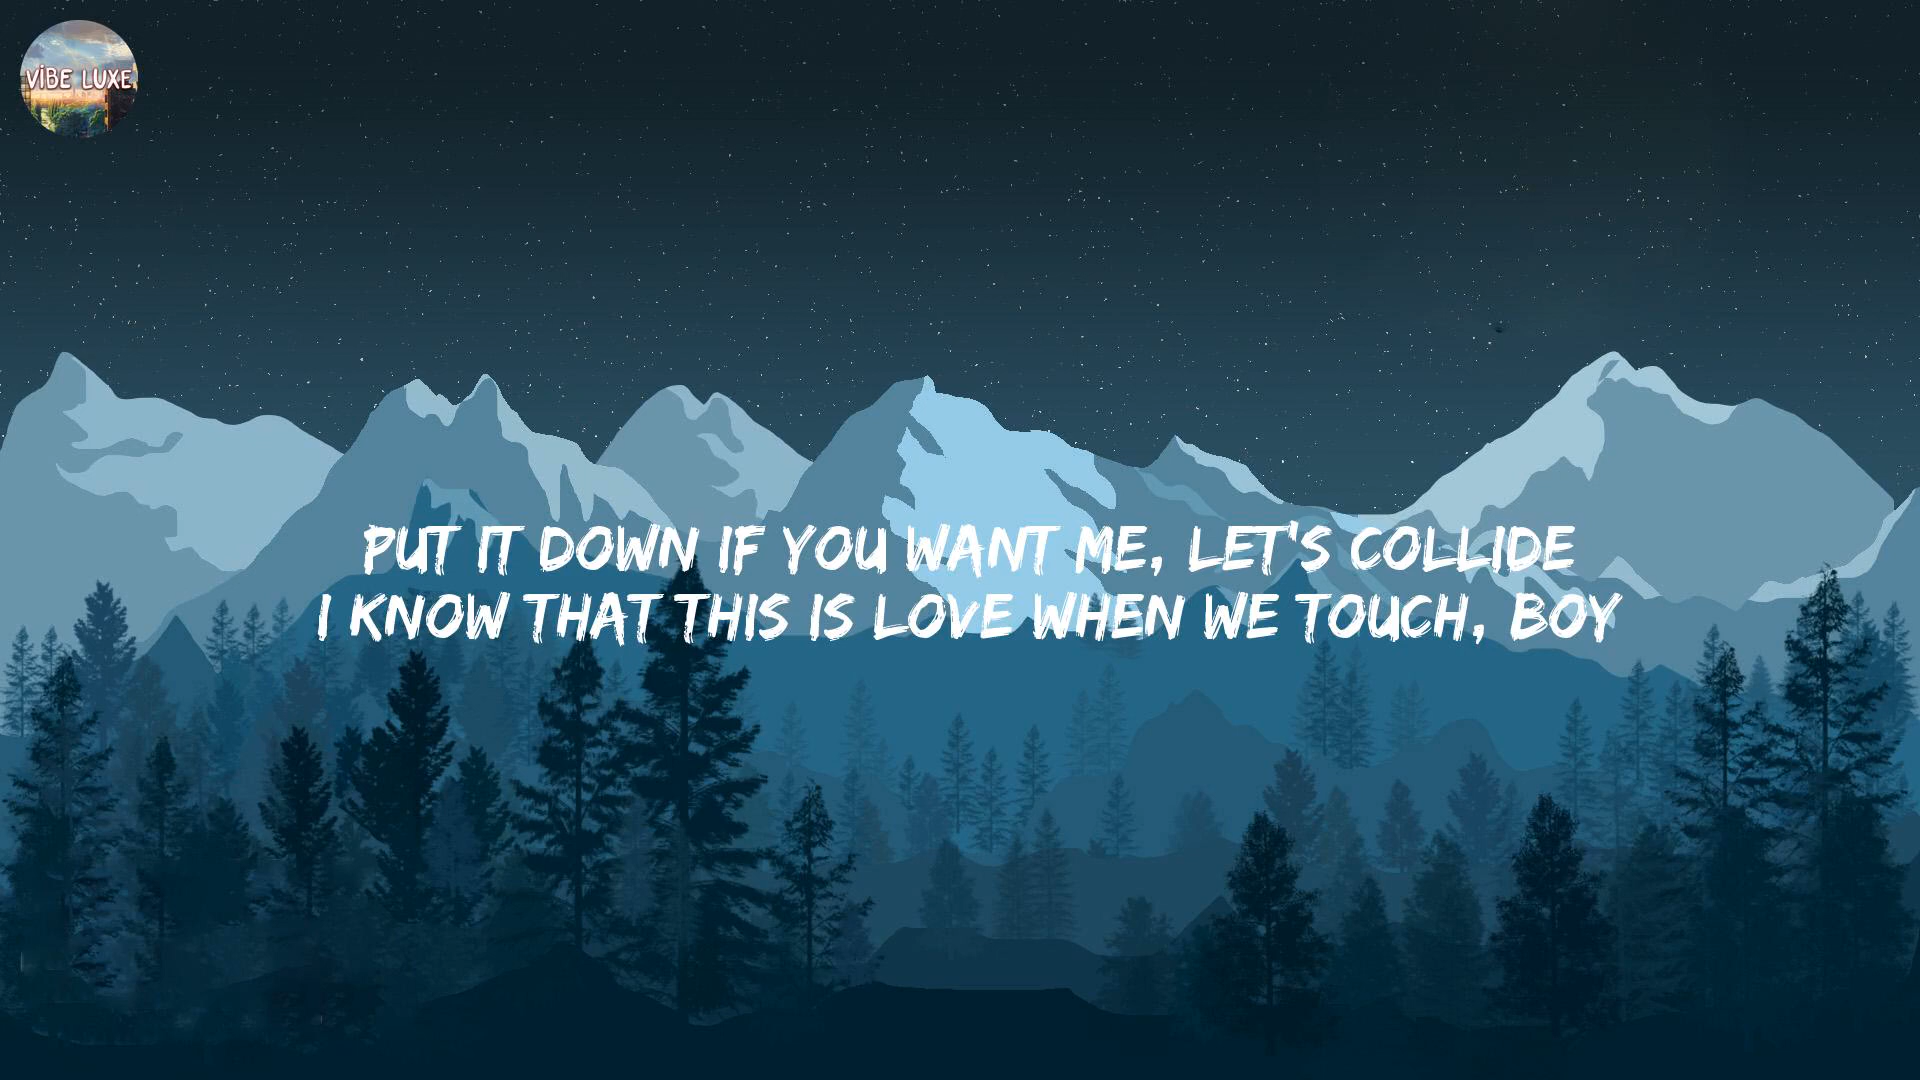 VIBE LUXE
PUT IT DOWN IF YOU WANT ME, LET'S COLLIDE
I KNOW THAT THIS IS LOVE WHEN WE TOUCH, BOY